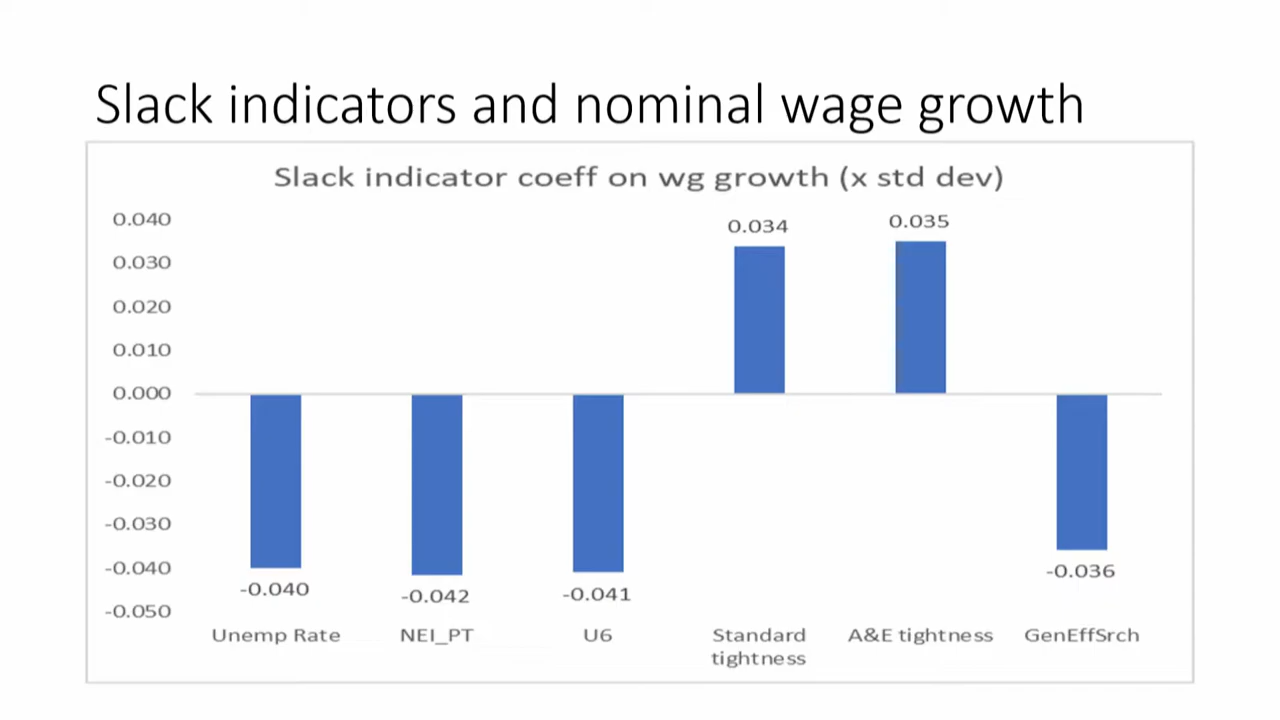 Slack indicators and nominal wage growth
Slack indicator coeff on wg growth (x std dev)
0.040
0.030
0.020
0.010
0.000
-0.010
-0.020
-0.030
-0.040
-0.050
0.034
0.035
-0.040
-0.042
-0.041
-0.036
Unemp Rate
NEI_PT
U6
Standard
tightness
A&E tightness
GenEffSrch